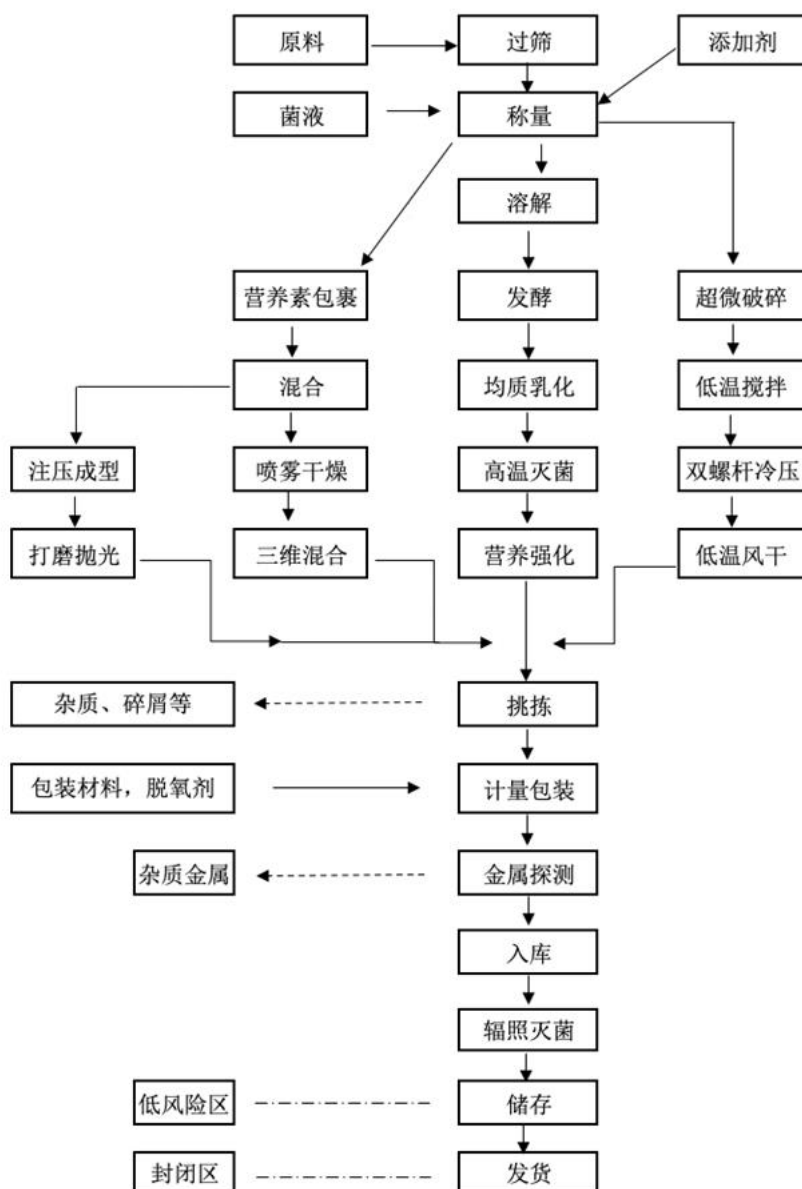 原料
过筛
添加剂
菌液
称量
溶解
营养素包裹
发酵
超微破碎
混合
均质乳化
低温搅拌
注压成型
喷雾干燥
高温灭菌
双螺杆冷压
打磨抛光
三维混合
营养强化
低温风干
杂质、碎屑等
挑拣
包装材料，脱氧剂
计量包装
杂质金属
金属探测
入库
辐照灭菌
低风险区
储存
封闭区
发货